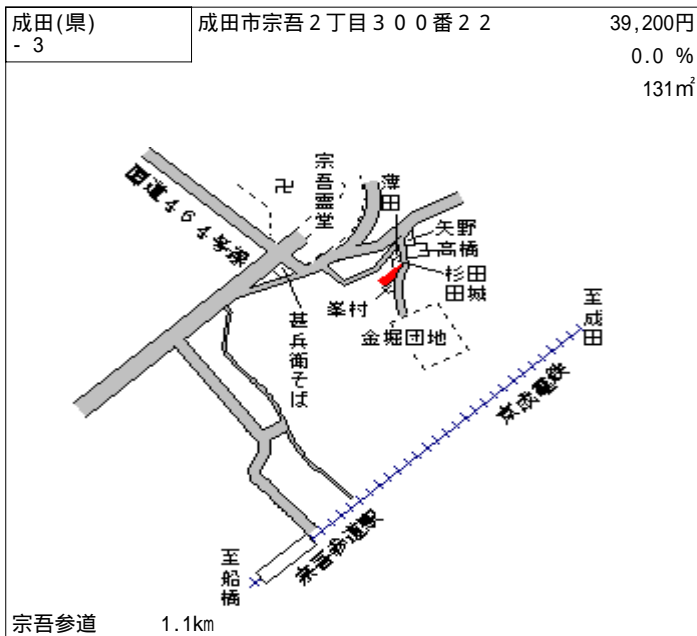 成田(県)
- 3
成田市宗吾２丁目３００番２２
39,200円
0.0 %
131㎡
国道４６４号線
卍
宗吾霊堂
薄田
矢野
高橋
杉田
田城
峯村
金堀団地
甚兵衛そば
至成田
京成電鉄
宗吾参道駅
至船橋
宗吾参道 1.1km